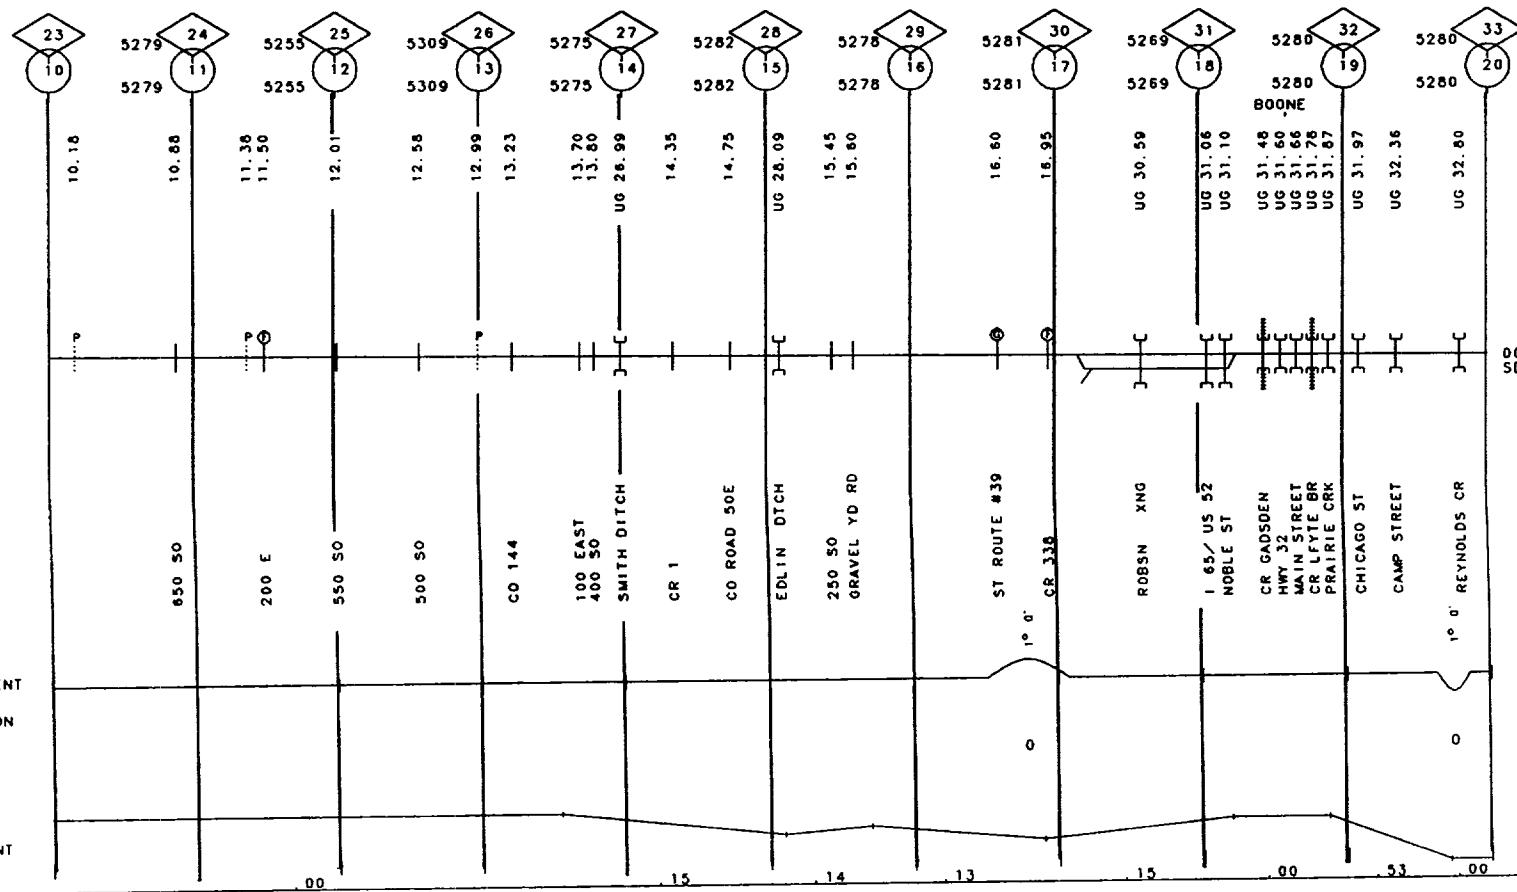 23 24 25 26 27 28 29 30 31 32 33
5279 5255 5309 5275 5282 5278 5281 5269 5280 5280
10 11 12 13 14 15 16 17 18 19 20
5279 5255 5309 5275 5282 5278 5281 5269 5280 5280
BOONE
10.18
10.88
11.38
11.50
12.01
12.58
12.99
13.23
13.70
13.80
UG 26.99
14.35
14.75
UG 28.09
15.45
15.60
16.60
16.95
UG 30.59
UG 31.06
UG 31.10
UG 31.48
UG 31.60
UG 31.66
UG 31.78
UG 31.87
UG 31.97
UG 32.36
UG 32.80
P P P
650 SO
200 E
550 SO
500 SO
CO 144
100 EAST
400 SO
SMITH DITCH
CR 1
CO ROAD 50E
EDLIN DTCH
250 SO
GRAVEL YD RD
ST ROUTE #39
CR 338
ROBSN XNG
I 65/ US 52
NOBLE ST
CR GADSDEN
HWY 32
MAIN STREET
CR LFYTE BR
PRAIRIE CRK
CHICAGO ST
CAMP STREET
REYNOLDS CR
1° 0' 1° 0'
ENT
ON
0 0
NT
.00 .15 .14 .13 .15 .00 .53 .00